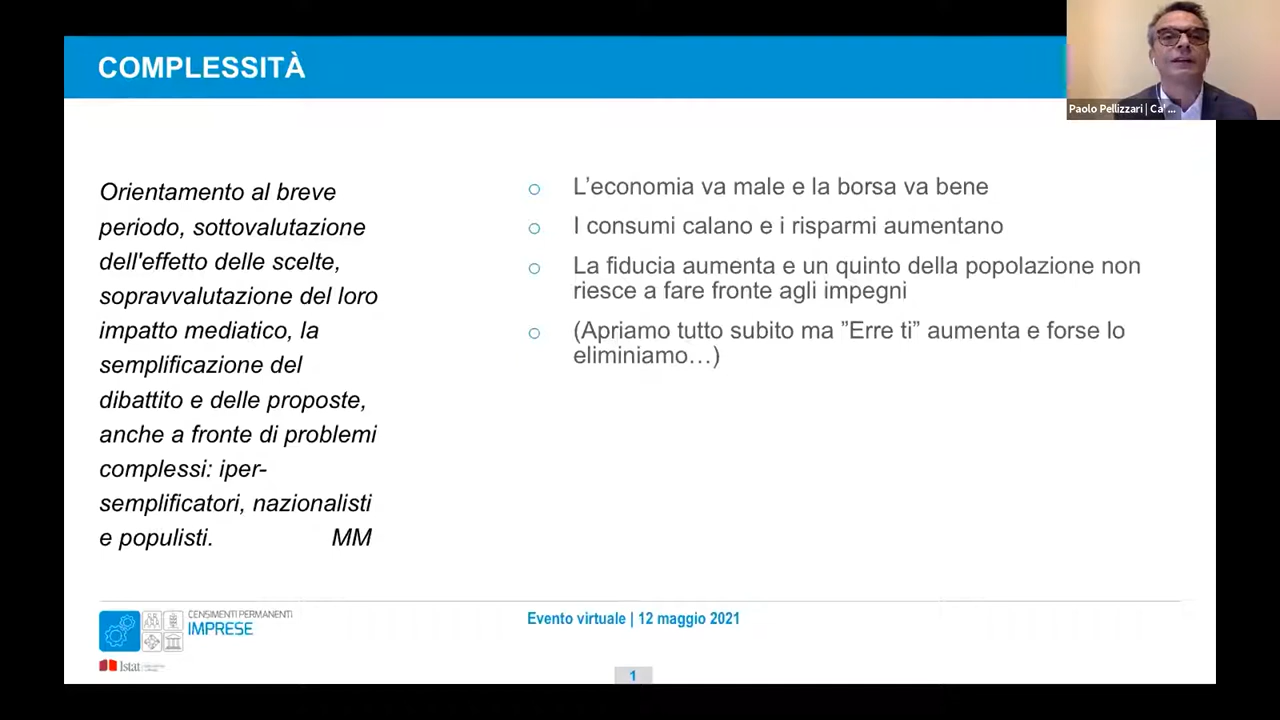 COMPLESSITÀ
Paolo Pellizzari | Ca' ...
Orientamento al breve
periodo, sottovalutazione
dell'effetto delle scelte,
sopravvalutazione del loro
impatto mediatico, la
semplificazione del
dibattito e delle proposte,
anche a fronte di problemi
complessi: iper-
semplificatori, nazionalisti
e populisti. MM
L'economia va male e la borsa va bene
I consumi calano e i risparmi aumentano
La fiducia aumenta e un quinto della popolazione non
riesce a fare fronte agli impegni
(Apriamo tutto subito ma ”Erre ti” aumenta e forse lo
eliminiamo…)
CENSIMENTI PERMANENTI
IMPRESE
Istat
Evento virtuale | 12 maggio 2021
1